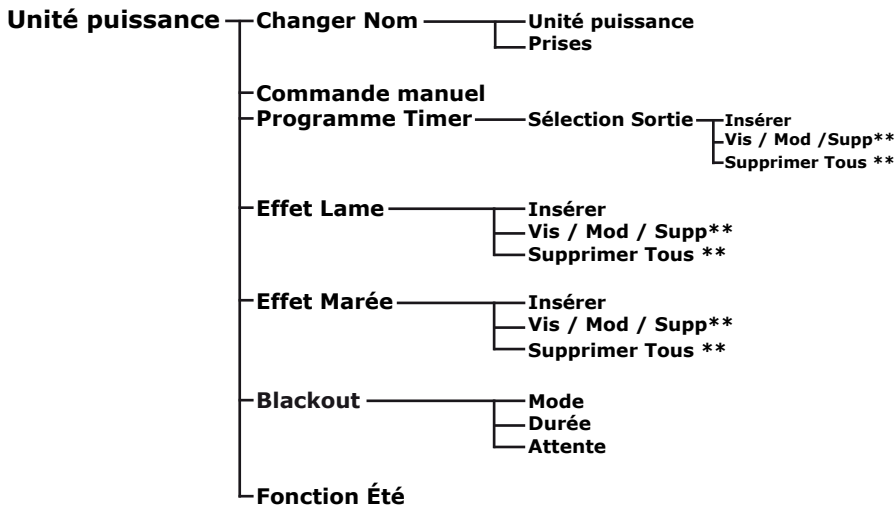 Unité puissance
Changer Nom
Unité puissance
Prises
Commande manuel
Programme Timer
Sélection Sortie
Insérer
Vis / Mod /Supp**
Supprimer Tous **
Effet Lame
Insérer
Vis / Mod / Supp**
Supprimer Tous **
Effet Marée
Insérer
Vis / Mod / Supp**
Supprimer Tous **
Blackout
Mode
Durée
Attente
Fonction Été